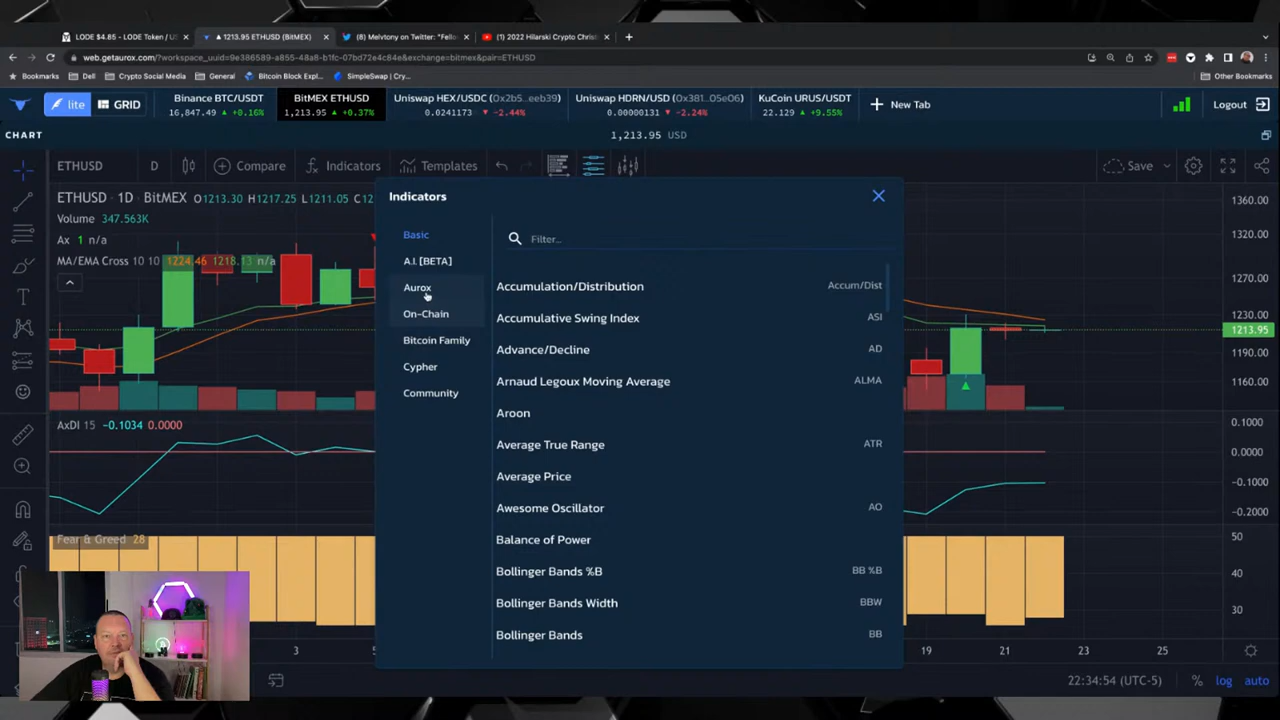 LODE $4.85 - LODE Token / US
1213.95 ETHUSD (BitMEX)
(8) Melvtony on Twitter: "Fello
(1) 2022 Hilarski Crypto Christ
web.getaurox.com/?workspace_uuid=9e386589-a855-48a8-b1fc-07bd72e4c84e&exchange=bitmex&pair=ETHUSD
Bookmarks
Dell
Crypto Social Media
General
Bitcoin Block Expl...
SimpleSwap | Cry...
Other Bookmarks
lite
GRID
Binance BTC/USDT
16,847.49 ▲ +0.16%
BitMEX ETHUSD
1,213.95 ▲ +0.37%
Uniswap HEX/USDC (0x2b5...eeb39)
0.0241173 ▼ -2.44%
Uniswap HDRN/USD (0x381...05e06)
0.00000131 ▼ -2.24%
KuCoin URUS/USDT
22.129 ▲ +9.55%
New Tab
Logout
CHART
1,213.95 USD
ETHUSD
D
Compare
Indicators
Templates
Save
ETHUSD · 1D · BitMEX O1213.30 H1217.25 L1211.05 C12
Volume 347.563K
Ax 1 n/a
MA/EMA Cross 10 10 1224.46 1218.13 n/a
Indicators
Basic
A.I. [BETA]
Aurox
On-Chain
Bitcoin Family
Cypher
Community
Filter...
Accumulation/Distribution Accum/Dist
Accumulative Swing Index ASI
Advance/Decline AD
Arnaud Legoux Moving Average ALMA
Aroon
Average True Range ATR
Average Price
Awesome Oscillator AO
Balance of Power
Bollinger Bands %B BB %B
Bollinger Bands Width BBW
Bollinger Bands BB
1360.00
1320.00
1270.00
1230.00
1213.95
1190.00
1160.00
AxDI 15 -0.1034 0.0000
0.1000
0.0000
-0.1000
-0.2000
Fear & Greed 28
50
40
30
3
5
19
21
23
25
22:34:54 (UTC-5)
%
log
auto